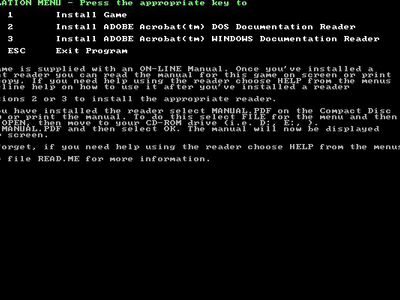 LATION MENU - Press the appropriate key to
1 Install Game
2 Install ADOBE Acrobat(tm) DOS Documentation Reader
3 Install ADOBE Acrobat(tm) WINDOWS Documentation Reader
ESC Exit Program
ame is supplied with an ON-LINE Manual. Once you've installed a
nt reader you can read the manual for this game on screen or print
copy. If you need help using the reader choose HELP from the menus
-line help on how to use it after you've installed a reader
tions 2 or 3 to install the appropriate reader.
ou have installed the reader select MANUAL.PDF on the Compact Disc
w or print the manual. To do this select FILE for the menu and then
OPEN, then move to your CD-ROM drive (i.e. D:, E:, ).
MANUAL.PDF and then select OK. The manual will now be displayed
r screen.
forget, if you need help using the reader choose HELP from the menus
e file READ.ME for more information.